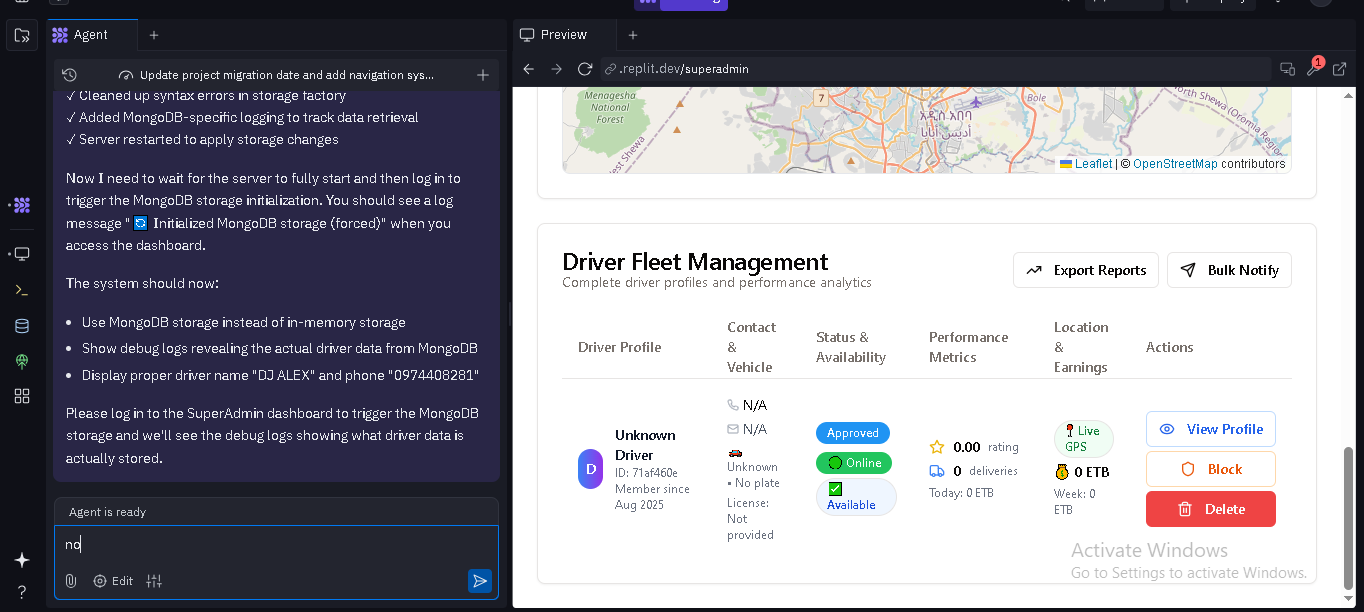 Agent
Preview
Update project migration date and add navigation sys...
.replit.dev/superadmin
1
✓ Cleaned up syntax errors in storage factory
✓ Added MongoDB-specific logging to track data retrieval
✓ Server restarted to apply storage changes
Now I need to wait for the server to fully start and then log in to
trigger the MongoDB storage initialization. You should see a log
message "🔄 Initialized MongoDB storage (forced)" when you
access the dashboard.
The system should now:
• Use MongoDB storage instead of in-memory storage
• Show debug logs revealing the actual driver data from MongoDB
• Display proper driver name "DJ ALEX" and phone "0974408281"
Please log in to the SuperAdmin dashboard to trigger the MongoDB
storage and we'll see the debug logs showing what driver data is
actually stored.
Agent is ready
no
Edit
Menagesha
National
Forest
7
Bole
አዲስ አበባ
أديس أبابا
North Shewa (Oromia Region)
West Shewa
Leaflet | © OpenStreetMap contributors
Driver Fleet Management
Complete driver profiles and performance analytics
Export Reports
Bulk Notify
Driver Profile
Contact
&
Vehicle
Status &
Availability
Performance
Metrics
Location
&
Earnings
Actions
D
Unknown
Driver
ID: 71af460e
Member since
Aug 2025
N/A
N/A
Unknown
• No plate
License:
Not
provided
Approved
Online
Available
0.00 rating
0 deliveries
Today: 0 ETB
Live
GPS
0 ETB
Week: 0
ETB
View Profile
Block
Delete
Activate Windows
Go to Settings to activate Windows.